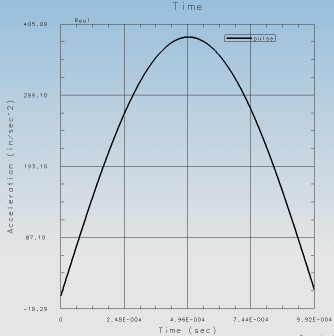 Time
Real
405.09
pulse
299.10
193.10
87.10
-19.29
Acceleration (in/sec^2)
0 2.48E-004 4.96E-004 7.44E-004 9.92E-004
Time (sec)